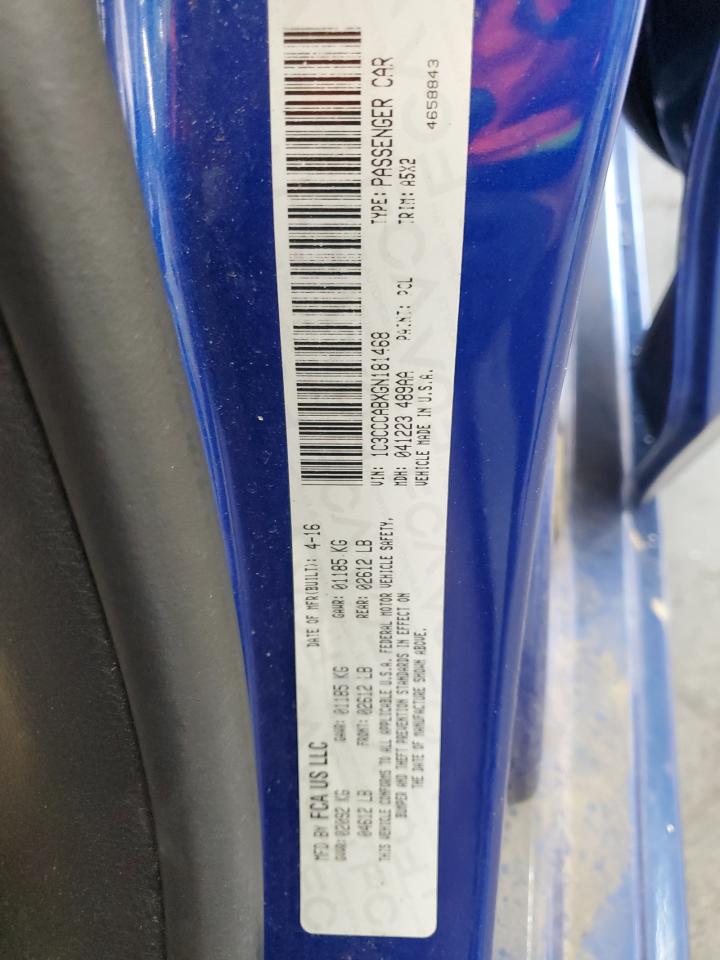 MFD BY FCA US LLC DATE OF MFR(BUILT): 4-16
GVWR: 02092 KG GAWR: 01185 KG GAWR: 01185 KG
04612 LB FRONT: 02612 LB REAR: 02612 LB
THIS VEHICLE CONFORMS TO ALL APPLICABLE U.S.A. FEDERAL MOTOR VEHICLE SAFETY,
BUMPER AND THEFT PREVENTION STANDARDS IN EFFECT ON
THE DATE OF MANUFACTURE SHOWN ABOVE.
VIN: 1C3CCCABXGN181468 TYPE: PASSENGER CAR
MDH: 041223 489AA PAINT: PCL TRIM: A5X2
VEHICLE MADE IN U.S.A. 4658843